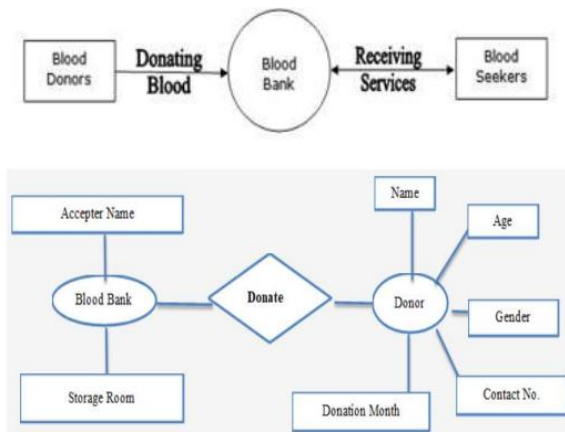 Blood
Donors
Donating
Blood
Blood
Bank
Receiving
Services
Blood
Seekers
Name
Accepter Name
Age
Blood Bank
Donate
Donor
Gender
Storage Room
Donation Month
Contact No.